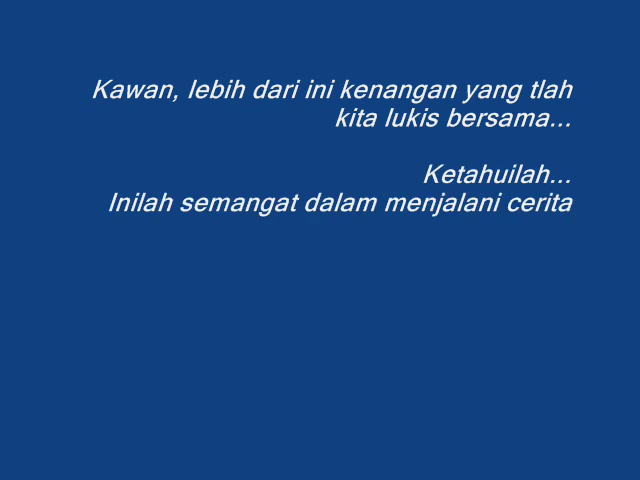 Kawan, lebih dari ini kenangan yang tlah
kita lukis bersama...
Ketahuilah...
Inilah semangat dalam menjalani cerita